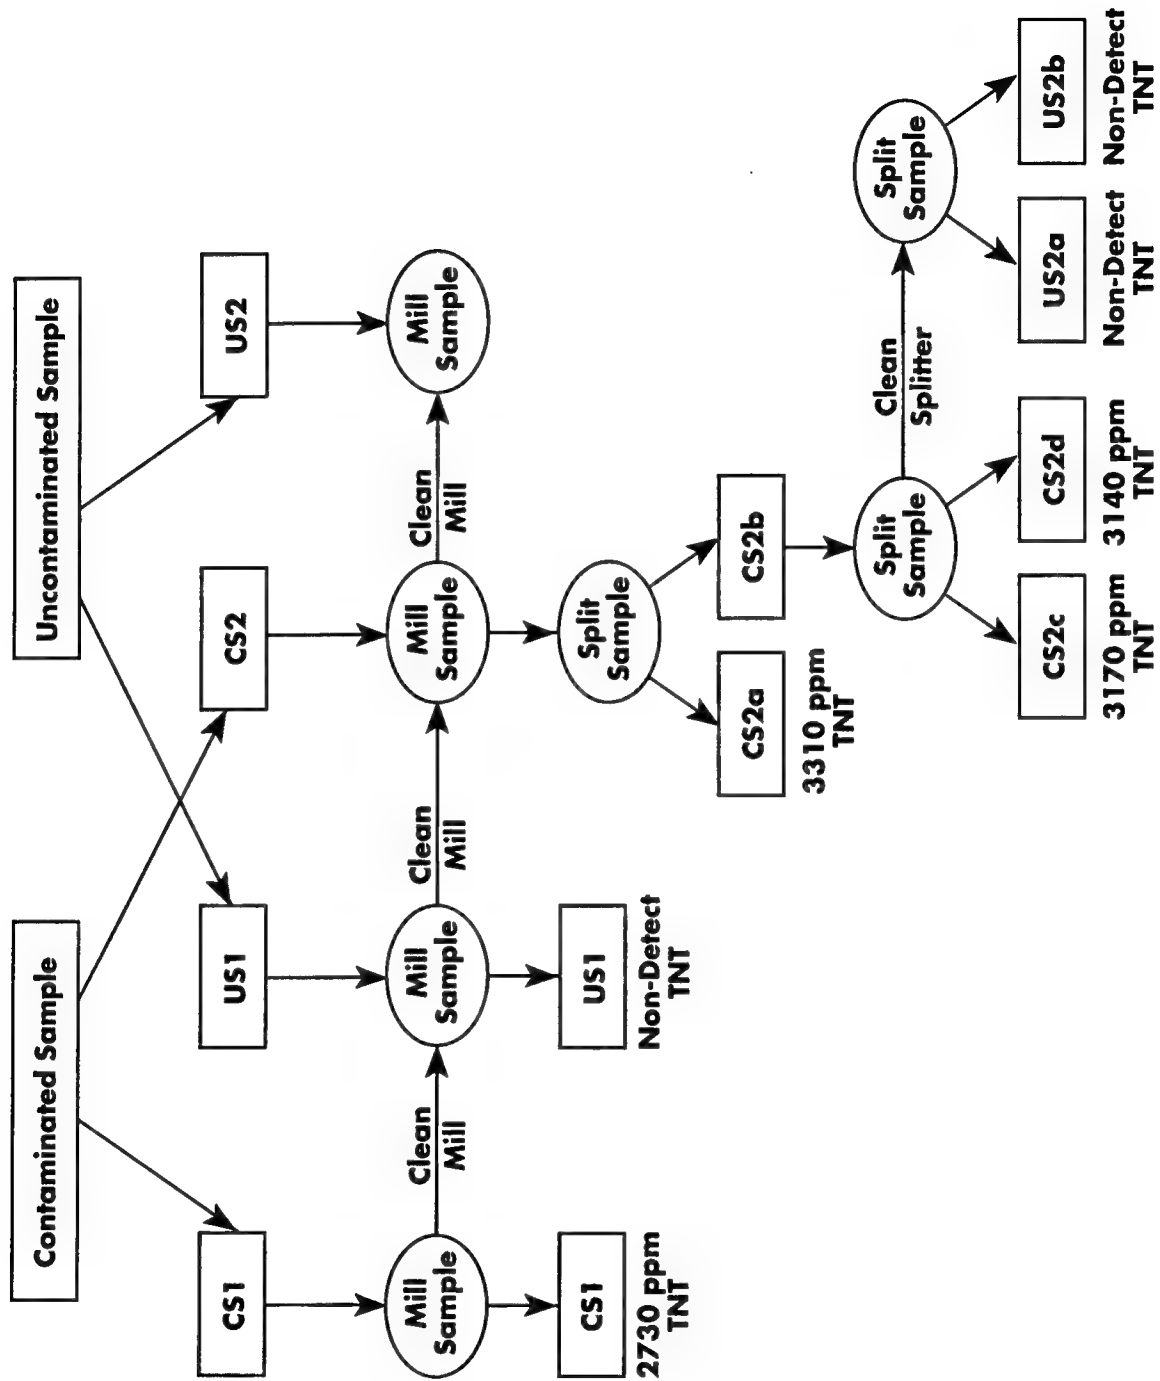 Contaminated Sample
Uncontaminated Sample
CS1
US1
CS2
US2
Mill
Sample
Clean
Mill
Mill
Sample
Clean
Mill
Mill
Sample
Clean
Mill
Mill
Sample
CS1
2730 ppm
TNT
US1
Non-Detect
TNT
Split
Sample
CS2a
3310 ppm
TNT
CS2b
Split
Sample
Clean
Splitter
Split
Sample
CS2c
3170 ppm
TNT
CS2d
3140 ppm
TNT
US2a
Non-Detect
TNT
US2b
Non-Detect
TNT